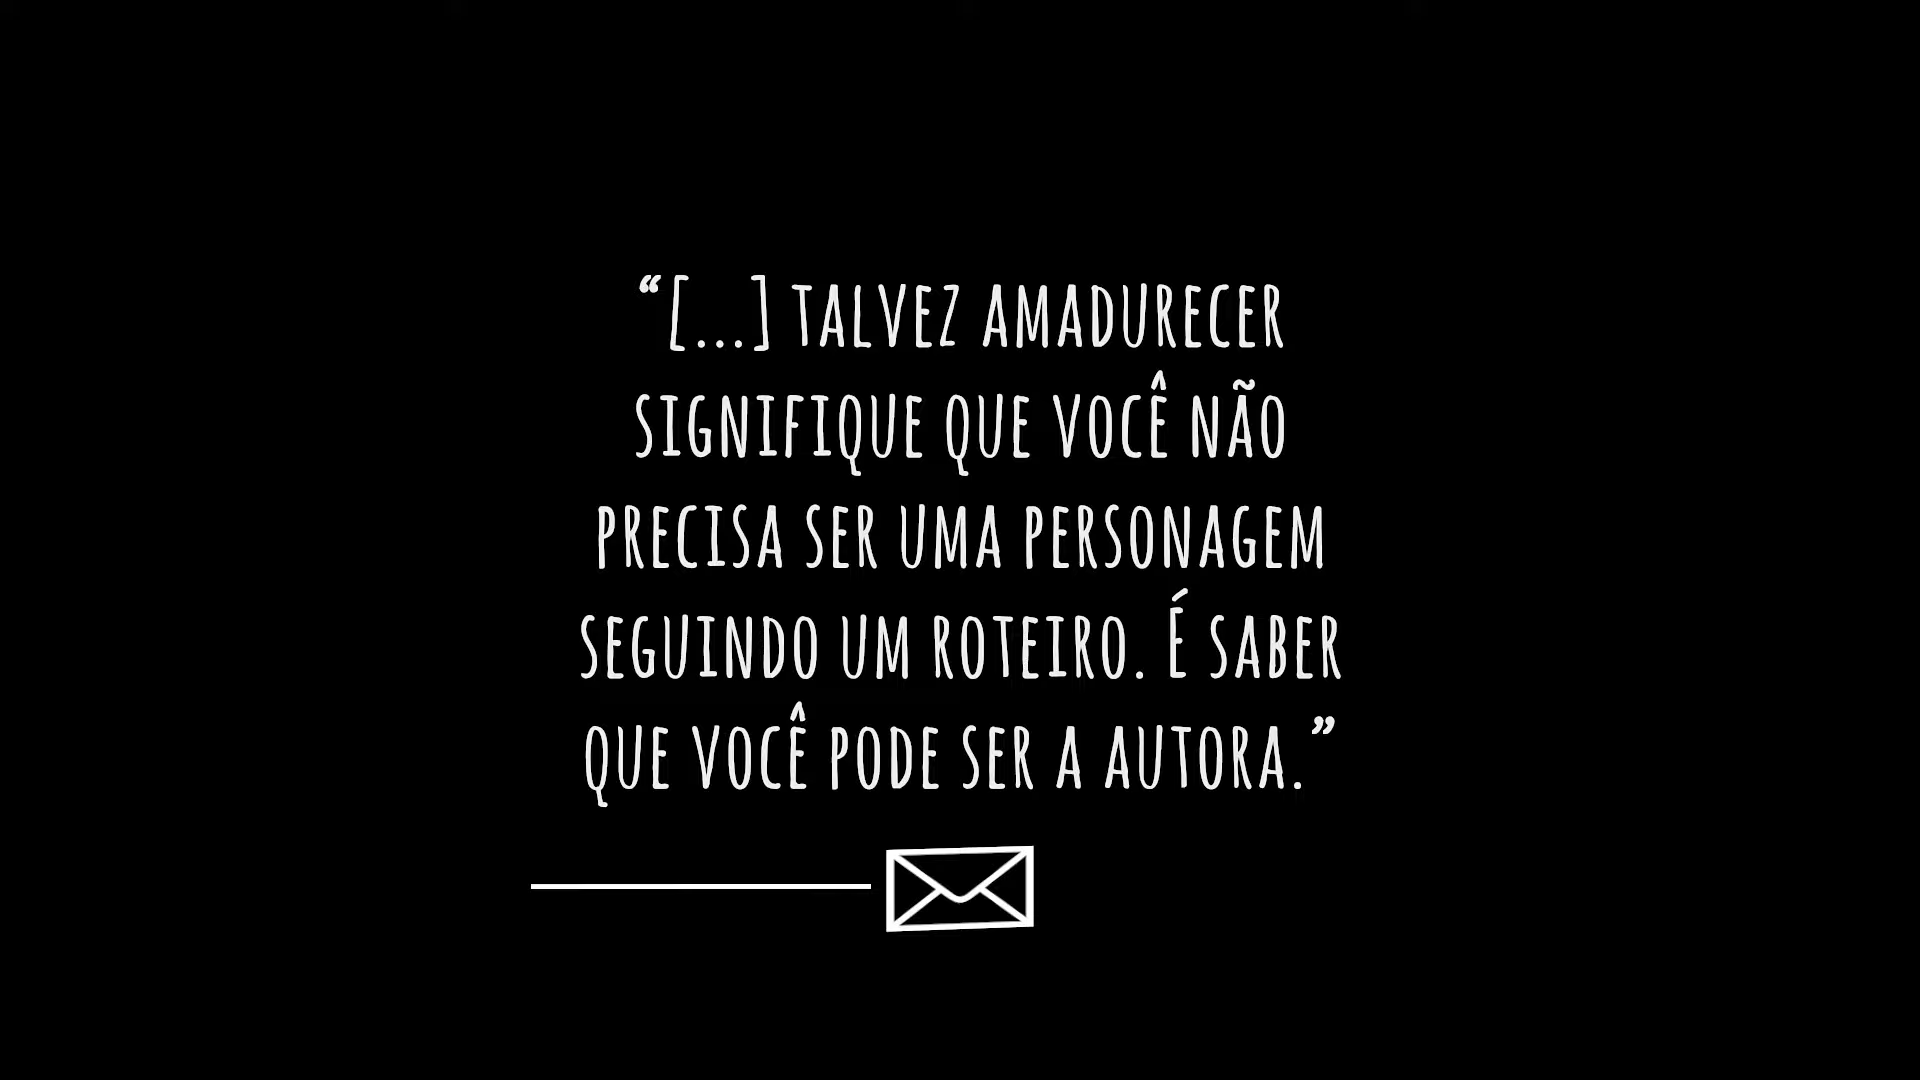 “[...] TALVEZ AMADURECER
SIGNIFIQUE QUE VOCÊ NÃO
PRECISA SER UMA PERSONAGEM
SEGUINDO UM ROTEIRO. É SABER
QUE VOCÊ PODE SER A AUTORA.”